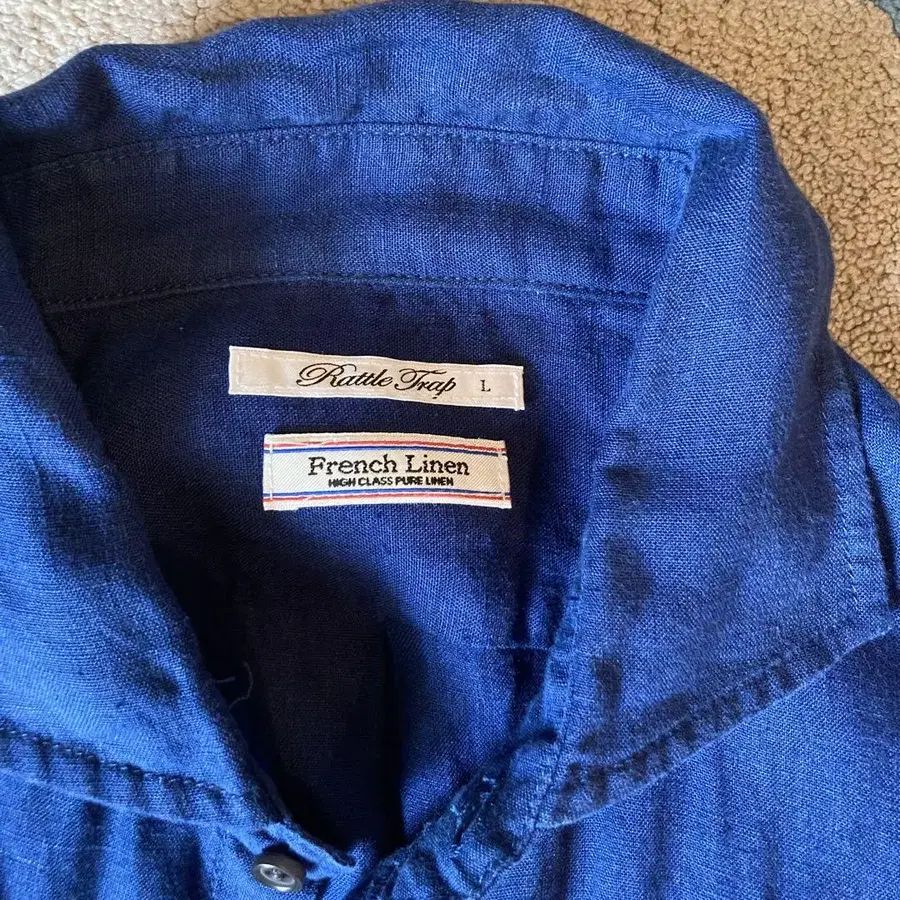 Rattle Trap L
French Linen
HIGH CLASS PURE LINEN